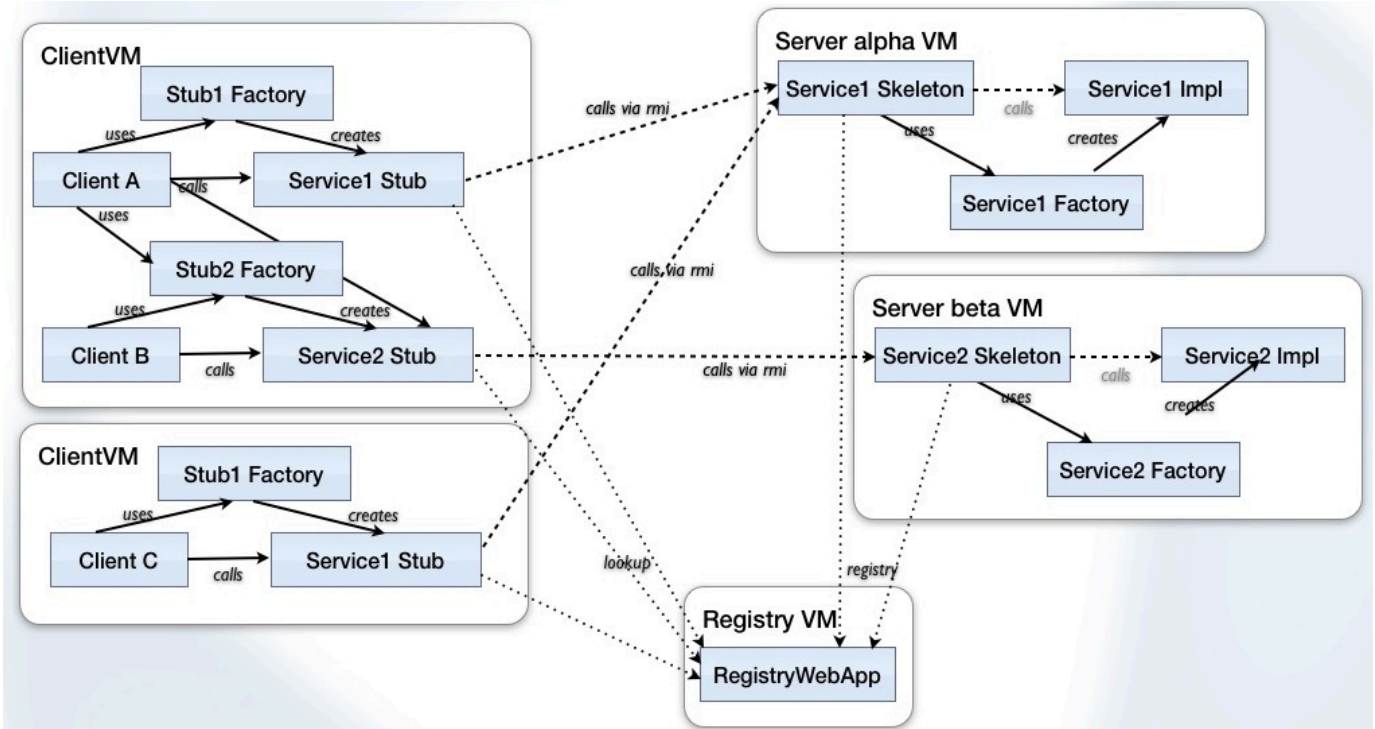 ClientVM
Stub1 Factory
uses
creates
Client A
calls
Service1 Stub
uses
Stub2 Factory
uses
creates
Client B
calls
Service2 Stub
ClientVM
Stub1 Factory
uses
creates
Client C
calls
Service1 Stub
calls via rmi
calls via rmi
calls via rmi
lookup
registry
Server alpha VM
Service1 Skeleton
calls
Service1 Impl
uses
creates
Service1 Factory
Server beta VM
Service2 Skeleton
calls
Service2 Impl
uses
creates
Service2 Factory
Registry VM
RegistryWebApp